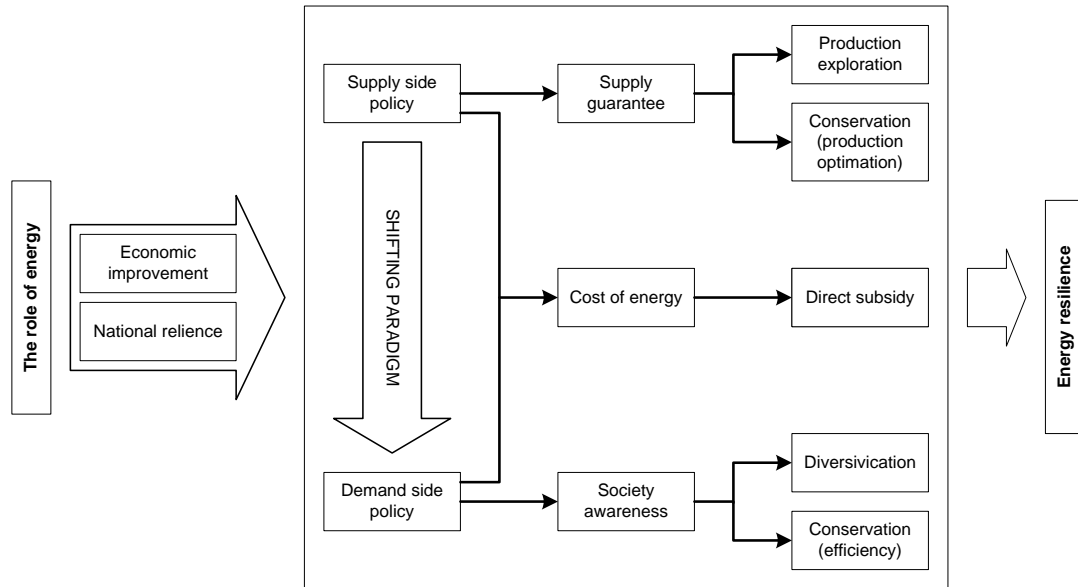 The role of energy
Economic
improvement
National relience
Supply side
policy
SHIFTING PARADIGM
Demand side
policy
Supply
guarantee
Cost of energy
Society
awareness
Production
exploration
Conservation
(production
optimation)
Direct subsidy
Diversivication
Conservation
(efficiency)
Energy resilience